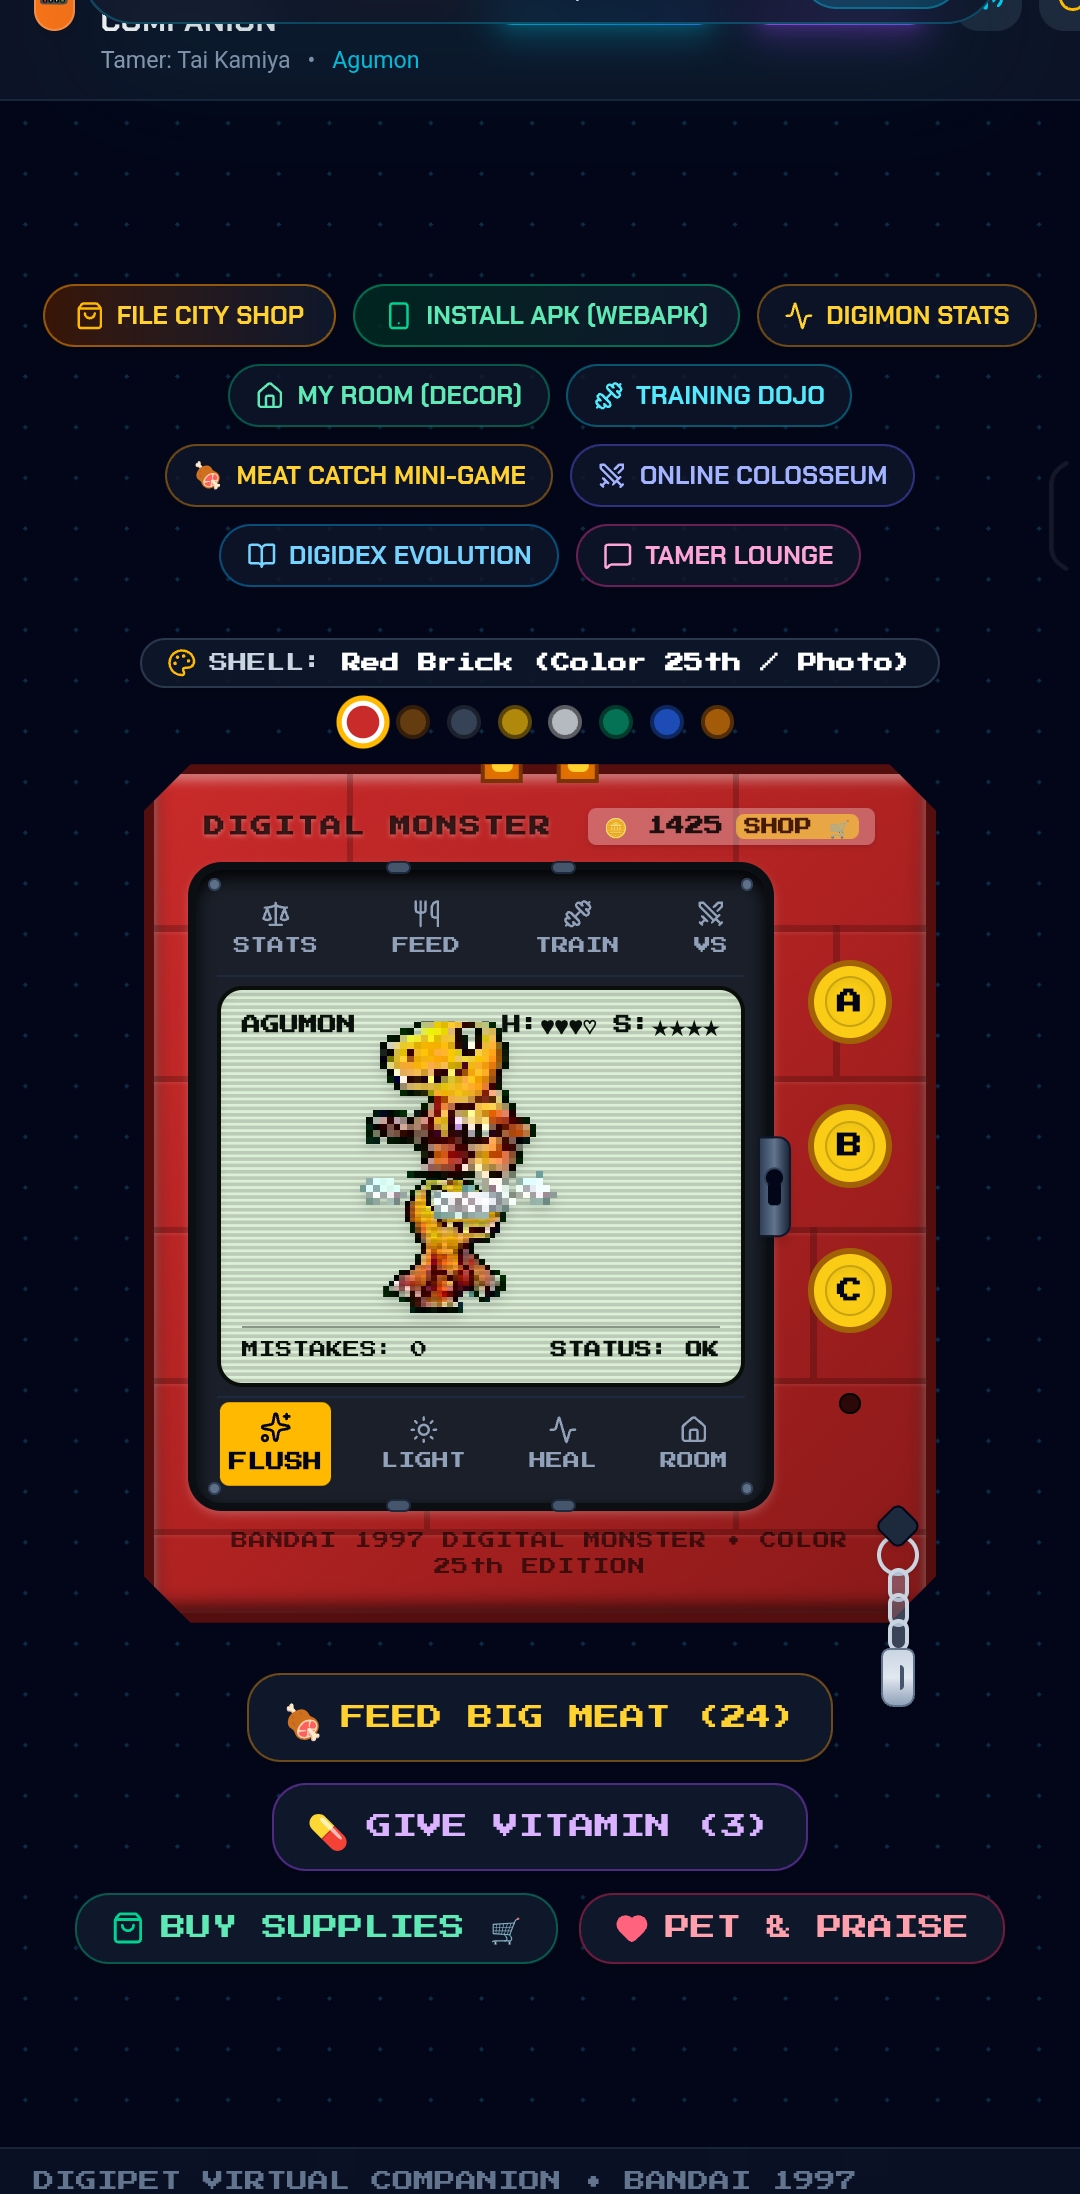 COMPANION
Tamer: Tai Kamiya • Agumon
FILE CITY SHOP
INSTALL APK (WEBAPK)
DIGIMON STATS
MY ROOM (DECOR)
TRAINING DOJO
MEAT CATCH MINI-GAME
ONLINE COLOSSEUM
DIGIDEX EVOLUTION
TAMER LOUNGE
SHELL: Red Brick (Color 25th / Photo)
DIGITAL MONSTER
1425 SHOP
STATS
FEED
TRAIN
VS
AGUMON
H:♥♥♥♡ S:★★★★
A
B
C
MISTAKES: 0
STATUS: OK
FLUSH
LIGHT
HEAL
ROOM
BANDAI 1997 DIGITAL MONSTER • COLOR
25th EDITION
FEED BIG MEAT (24)
GIVE VITAMIN (3)
BUY SUPPLIES
PET & PRAISE
DIGIPET VIRTUAL COMPANION • BANDAI 1997